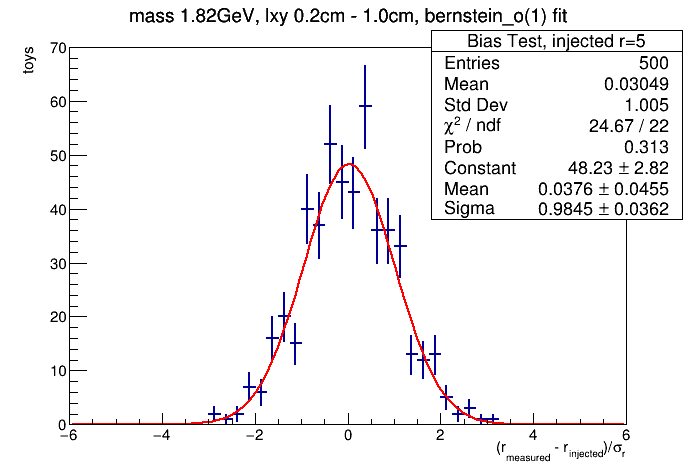 mass 1.82GeV, lxy 0.2cm - 1.0cm, bernstein_o(1) fit
Bias Test, injected r=5
Entries 500
Mean 0.03049
Std Dev 1.005
χ² / ndf 24.67 / 22
Prob 0.313
Constant 48.23 ± 2.82
Mean 0.0376 ± 0.0455
Sigma 0.9845 ± 0.0362
toys
70
60
50
40
30
20
10
0
−6 −4 −2 0 2 4 6
(r_measured - r_injected)/σ_r